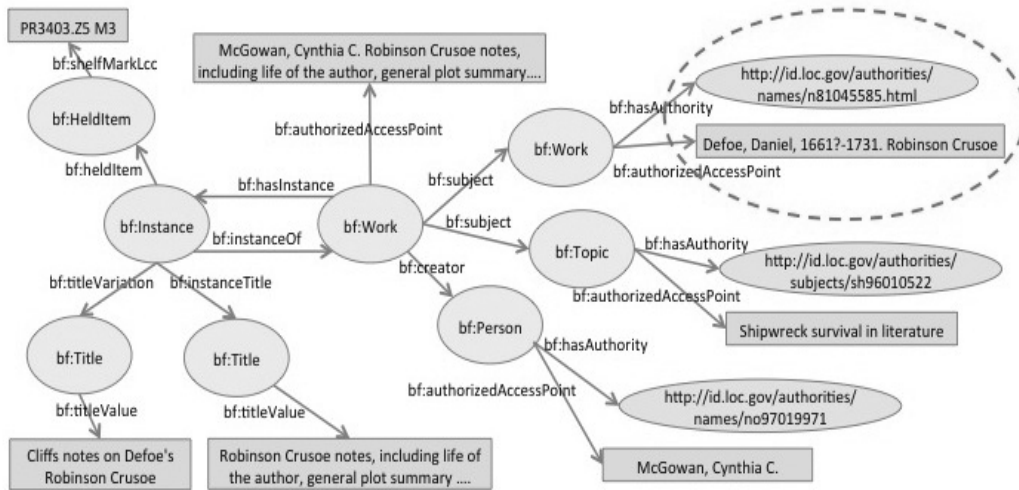 PR3403.Z5 M3
bf:shelfMarkLcc
bf:HeldItem
bf:heldItem
McGowan, Cynthia C. Robinson Crusoe notes,
including life of the author, general plot summary....
bf:authorizedAccessPoint
bf:hasInstance
bf:Instance
bf:instanceOf
bf:Work
bf:subject
bf:Work
bf:hasAuthority
http://id.loc.gov/authorities/
names/n81045585.html
Defoe, Daniel, 1661?-1731. Robinson Crusoe
bf:authorizedAccessPoint
bf:subject
bf:Topic
bf:hasAuthority
http://id.loc.gov/authorities/
subjects/sh96010522
bf:authorizedAccessPoint
Shipwreck survival in literature
bf:creator
bf:Person
bf:hasAuthority
bf:authorizedAccessPoint
http://id.loc.gov/authorities/
names/no97019971
McGowan, Cynthia C.
bf:titleVariation
bf:instanceTitle
bf:Title
bf:Title
bf:titleValue
bf:titleValue
Cliffs notes on Defoe's
Robinson Crusoe
Robinson Crusoe notes, including life of
the author, general plot summary ....